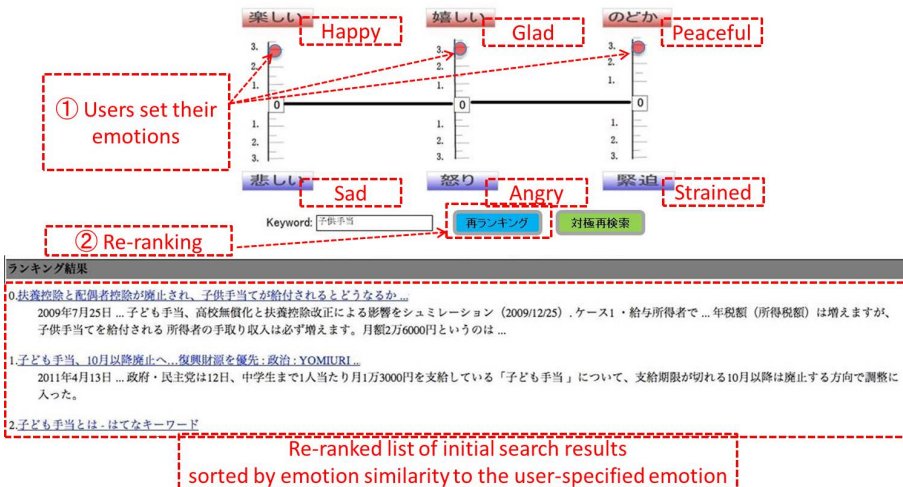 楽しい 嬉しい のどか
Happy Glad Peaceful
3. 3. 3.
2. 2. 2.
1. 1. 1.
① Users set their
emotions
0 0 0
1. 1. 1.
2. 2. 2.
3. 3. 3.
悲しい 怒り 緊迫
Sad Angry Strained
Keyword: 子供手当 再ランキング 対極再検索
② Re-ranking
ランキング結果
0.扶養控除と配偶者控除が廃止され、子供手当てが給付されるとどうなるか ...
2009年7月25日 ... 子ども手当、高校無償化と扶養控除改正による影響をシュミレーション (2009/12/25) . ケース1 ・給与所得者で ... 年税額（所得税額）は増えますが、
子供手当てを給付される 所得者の手取り収入は必ず増えます。月額2万6000円というのは ...
1.子ども手当、10月以降廃止へ…復興財源を優先 : 政治 : YOMIURI ...
2011年4月13日 ... 政府・民主党は12日、中学生まで1人当たり月1万3000円を支給している「子ども手当 」について、支給期限が切れる10月以降は廃止する方向で調整に
入った。
2.子ども手当とは - はてなキーワード
Re-ranked list of initial search results
sorted by emotion similarity to the user-specified emotion